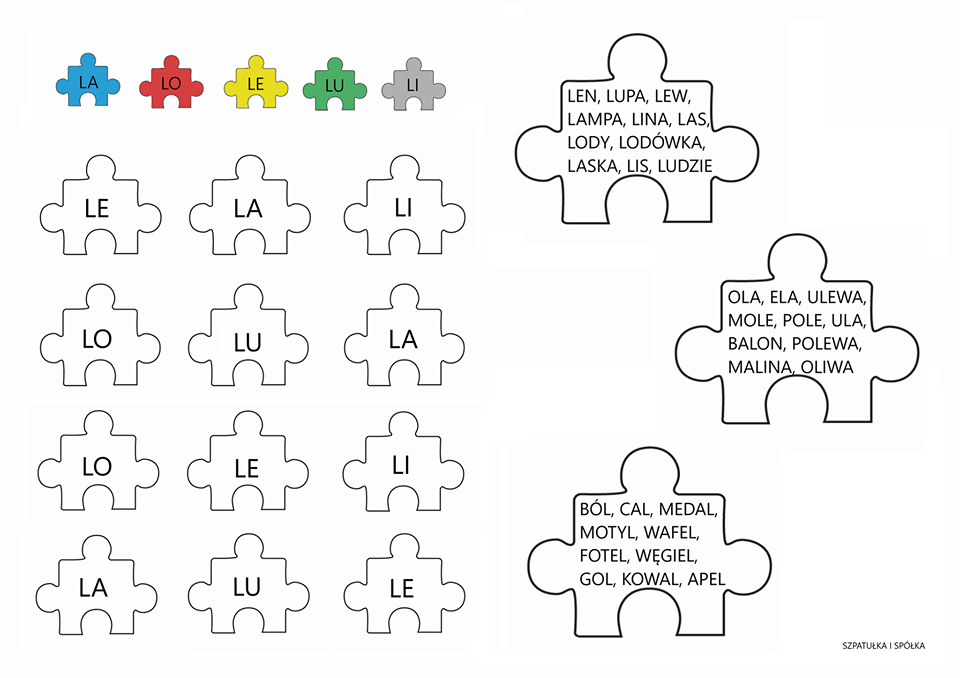 LA LO LE LU LI
LE LA LI
LO LU LA
LO LE LI
LA LU LE
LEN, LUPA, LEW,
LAMPA, LINA, LAS,
LODY, LODÓWKA,
LASKA, LIS, LUDZIE
OLA, ELA, ULEWA,
MOLE, POLE, ULA,
BALON, POLEWA,
MALINA, OLIWA
BÓL, CAL, MEDAL,
MOTYL, WAFEL,
FOTEL, WĘGIEL,
GOL, KOWAL, APEL
SZPATUŁKA I SPÓŁKA